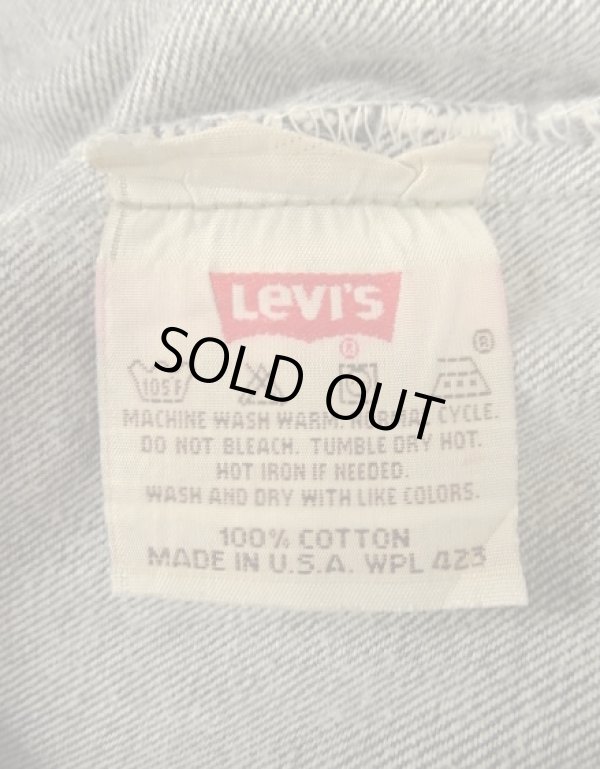 Levi's
®
®
105F
SOLD OUT
MACHINE WASH WARM. NORMAL CYCLE.
DO NOT BLEACH. TUMBLE DRY HOT.
HOT IRON IF NEEDED.
WASH AND DRY WITH LIKE COLORS.
100% COTTON
MADE IN U.S.A. WPL 423